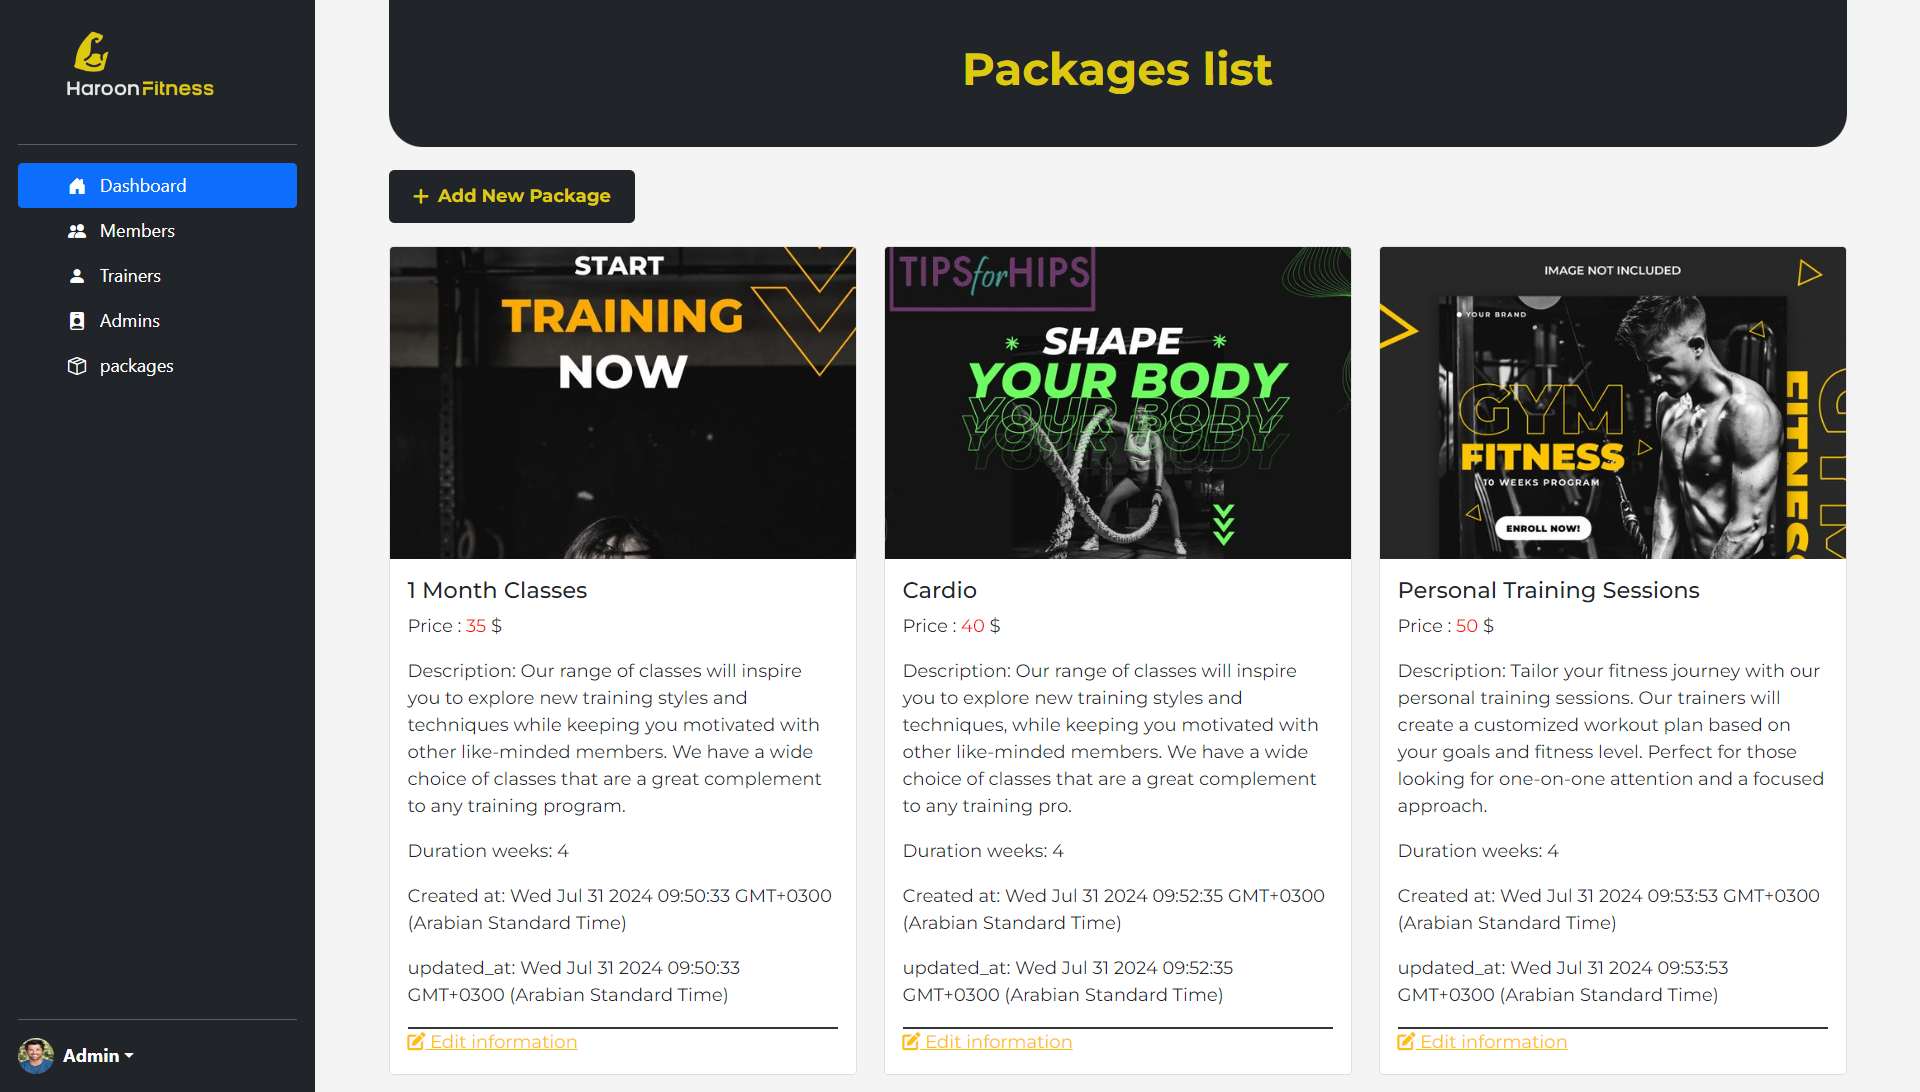 HaroonFitness
Dashboard
Members
Trainers
Admins
packages
Admin
Packages list
+ Add New Package
START
TRAINING
NOW
1 Month Classes
Price : 35 $
Description: Our range of classes will inspire
you to explore new training styles and
techniques while keeping you motivated with
other like-minded members. We have a wide
choice of classes that are a great complement
to any training program.
Duration weeks: 4
Created at: Wed Jul 31 2024 09:50:33 GMT+0300
(Arabian Standard Time)
updated_at: Wed Jul 31 2024 09:50:33
GMT+0300 (Arabian Standard Time)
Edit information
TIPSforHIPS
SHAPE
YOUR BODY
YOUR BODY
YOUR BODY
Cardio
Price : 40 $
Description: Our range of classes will inspire
you to explore new training styles and
techniques, while keeping you motivated with
other like-minded members. We have a wide
choice of classes that are a great complement
to any training pro.
Duration weeks: 4
Created at: Wed Jul 31 2024 09:52:35 GMT+0300
(Arabian Standard Time)
updated_at: Wed Jul 31 2024 09:52:35
GMT+0300 (Arabian Standard Time)
Edit information
IMAGE NOT INCLUDED
YOUR BRAND
GYM
FITNESS
10 WEEKS PROGRAM
ENROLL NOW!
FITNESS
Personal Training Sessions
Price : 50 $
Description: Tailor your fitness journey with our
personal training sessions. Our trainers will
create a customized workout plan based on
your goals and fitness level. Perfect for those
looking for one-on-one attention and a focused
approach.
Duration weeks: 4
Created at: Wed Jul 31 2024 09:53:53 GMT+0300
(Arabian Standard Time)
updated_at: Wed Jul 31 2024 09:53:53
GMT+0300 (Arabian Standard Time)
Edit information